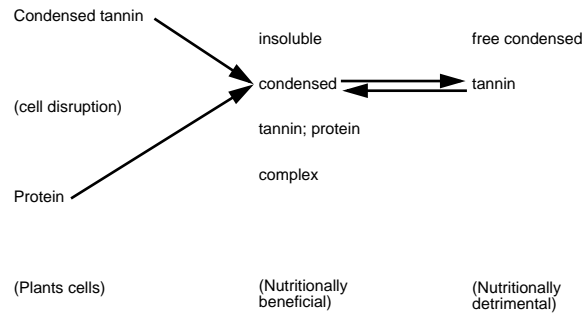 Condensed tannin
insoluble
free condensed
condensed
tannin
(cell disruption)
tannin; protein
complex
Protein
(Plants cells)
(Nutritionally
beneficial)
(Nutritionally
detrimental)